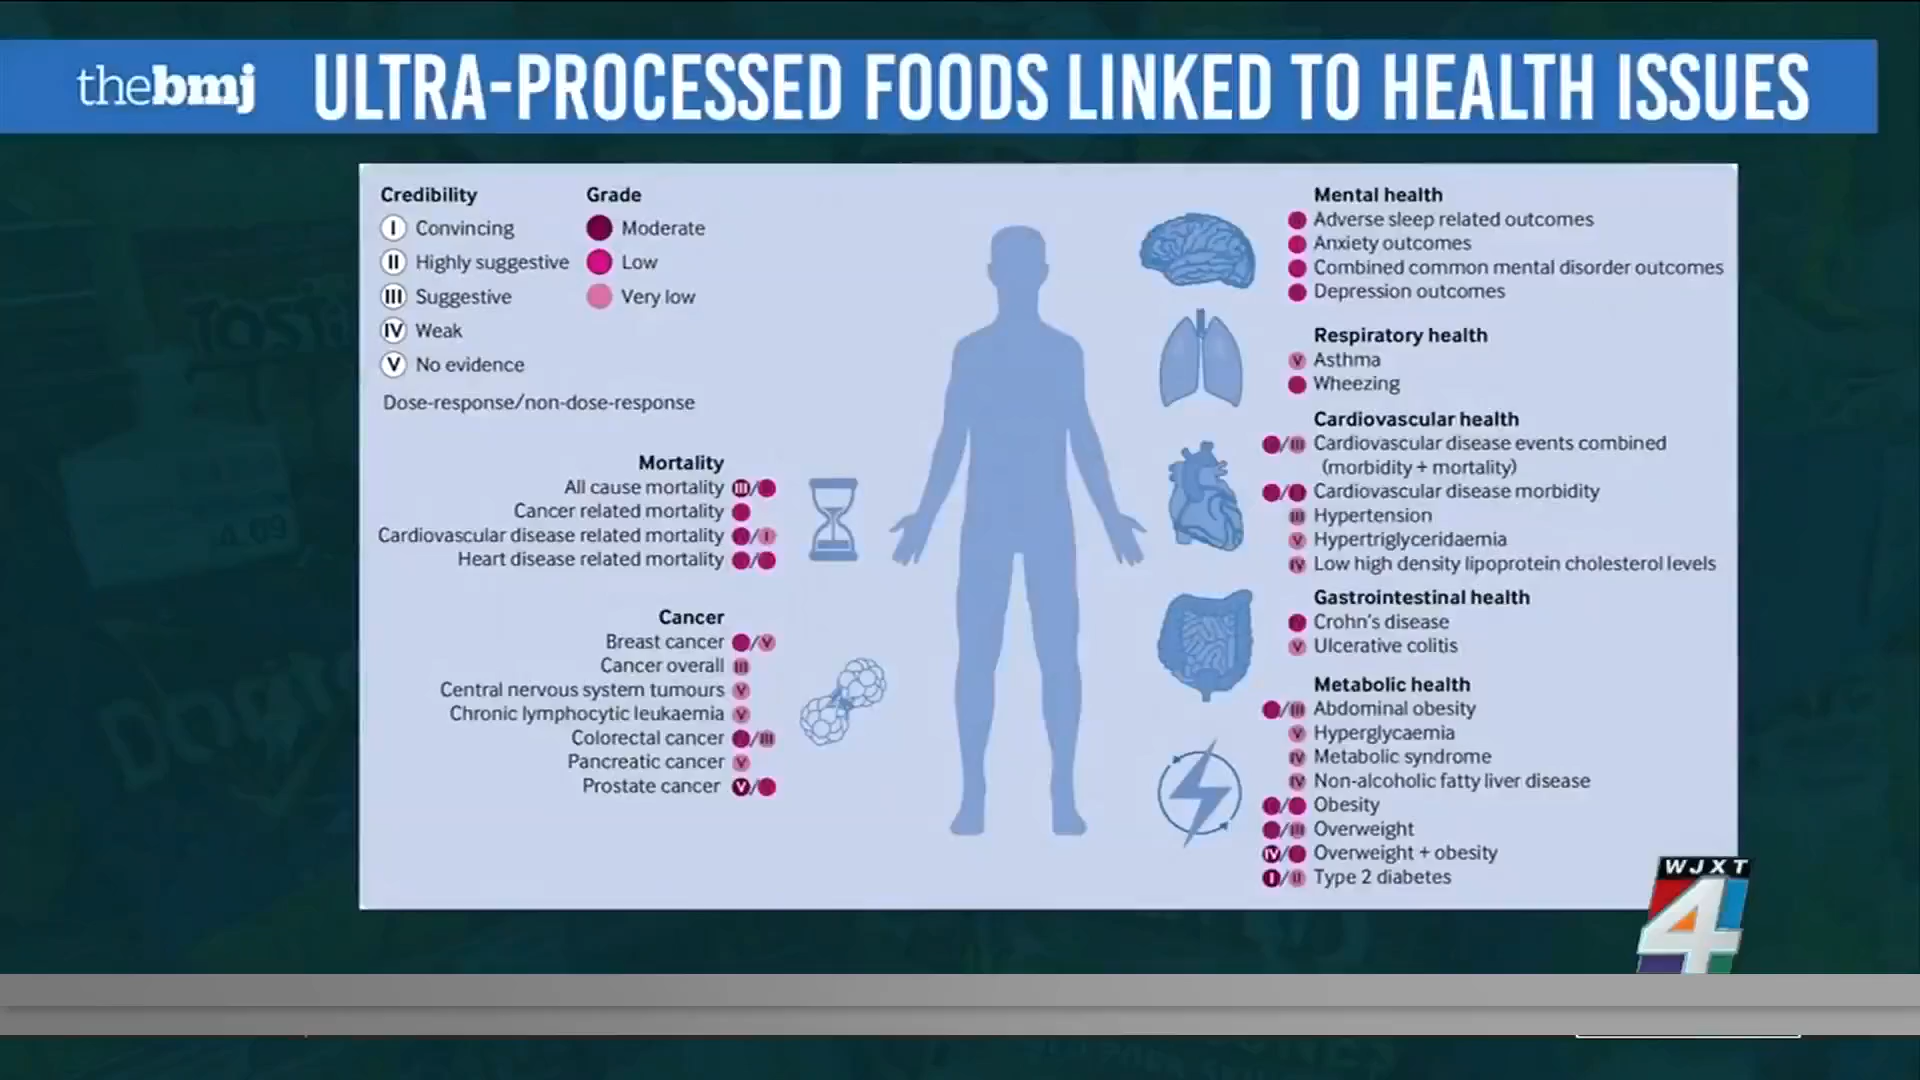 thebmj ULTRA-PROCESSED FOODS LINKED TO HEALTH ISSUES
Credibility
I Convincing
II Highly suggestive
III Suggestive
IV Weak
V No evidence
Grade
Moderate
Low
Very low
Dose-response/non-dose-response
Mortality
All cause mortality III/
Cancer related mortality
Cardiovascular disease related mortality /I
Heart disease related mortality
Cancer
Breast cancer /V
Cancer overall III
Central nervous system tumours V
Chronic lymphocytic leukaemia V
Colorectal cancer /III
Pancreatic cancer V
Prostate cancer V/
Mental health
Adverse sleep related outcomes
Anxiety outcomes
Combined common mental disorder outcomes
Depression outcomes
Respiratory health
V Asthma
Wheezing
Cardiovascular health
/III Cardiovascular disease events combined
(morbidity + mortality)
/ Cardiovascular disease morbidity
III Hypertension
V Hypertriglyceridaemia
IV Low high density lipoprotein cholesterol levels
Gastrointestinal health
Crohn's disease
V Ulcerative colitis
Metabolic health
/III Abdominal obesity
V Hyperglycaemia
IV Metabolic syndrome
IV Non-alcoholic fatty liver disease
/ Obesity
/III Overweight
IV/ Overweight + obesity
I/II Type 2 diabetes
WJXT
4